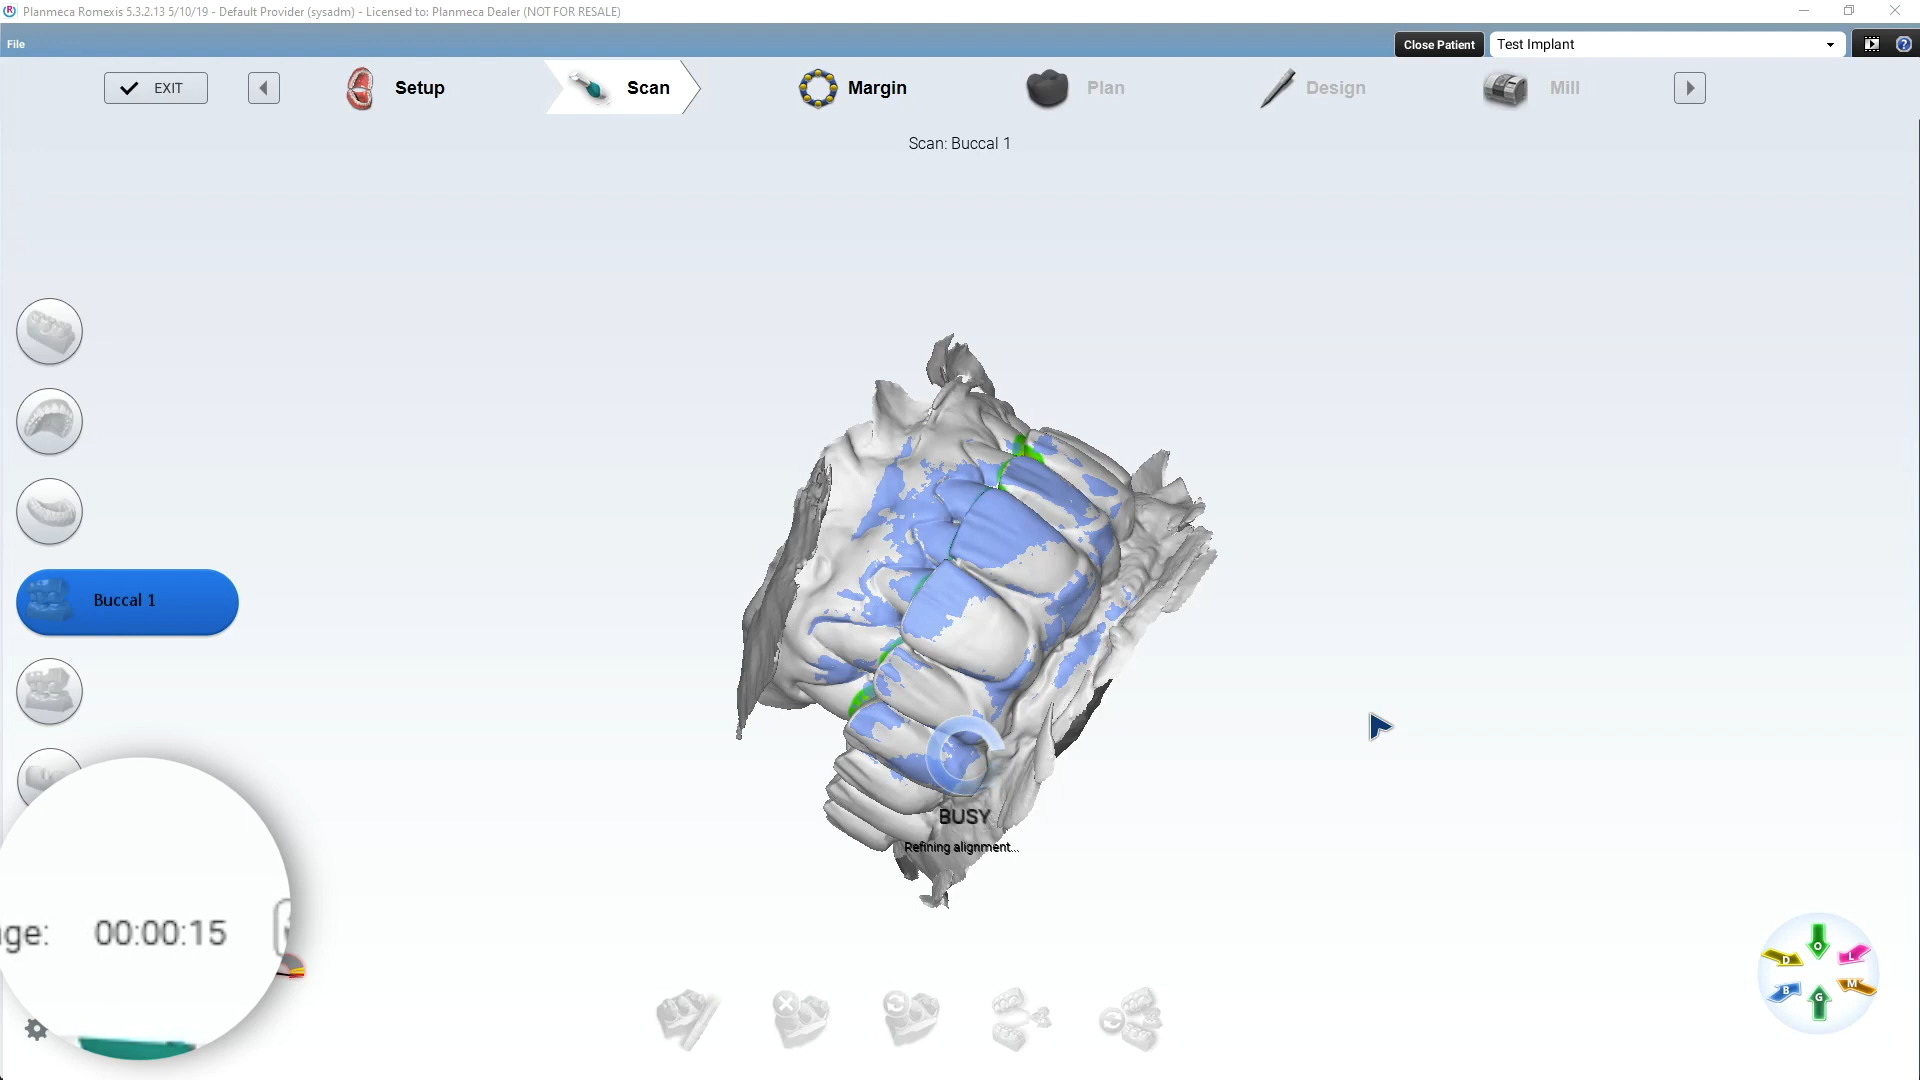 Planmeca Romexis 5.3.2.13 5/10/19 - Default Provider (sysadm) - Licensed to: Planmeca Dealer (NOT FOR RESALE)
File
Close Patient
Test Implant
EXIT
Setup
Scan
Margin
Plan
Design
Mill
Scan: Buccal 1
Buccal 1
BUSY
Refining alignment...
ge: 00:00:15
O
D
L
B
M
G